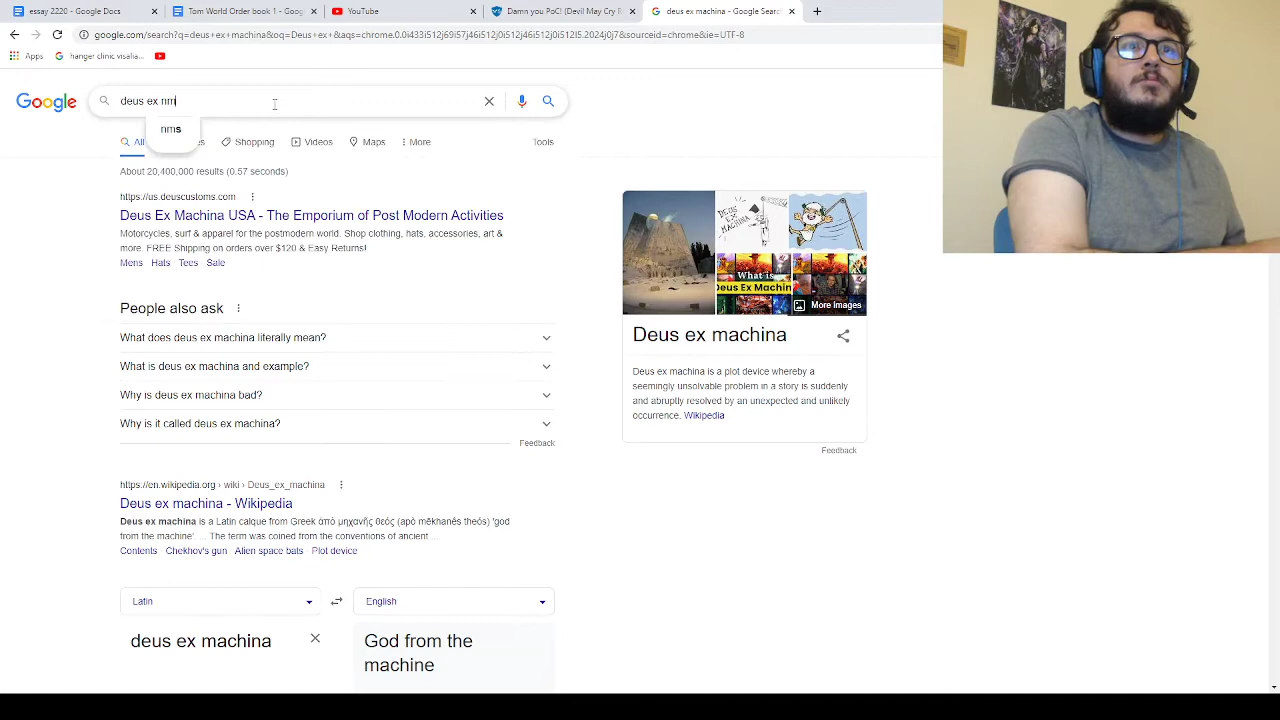 essay 2220 - Google Docs
Tom World Order book 1 - Goog
YouTube
Damn you PoC! (Devil May Cry R
deus ex machina - Google Searc
google.com/search?q=deus+ex+machina&oq=Deus+ex+&aqs=chrome.0.0i433i512j69i57j46i512j0i512j46i512j0i512l5.2024j0j7&sourceid=chrome&ie=UTF-8
Apps
hanger clinic visalia...
Google
deus ex nm
nms
All
es
Shopping
Videos
Maps
More
Tools
About 20,400,000 results (0.57 seconds)
https://us.deuscustoms.com
Deus Ex Machina USA - The Emporium of Post Modern Activities
Motorcycles, surf & apparel for the postmodern world. Shop clothing, hats, accessories, art &
more. FREE Shipping on orders over $120 & Easy Returns!
Mens Hats Tees Sale
People also ask
What does deus ex machina literally mean?
What is deus ex machina and example?
Why is deus ex machina bad?
Why is it called deus ex machina?
Feedback
https://en.wikipedia.org › wiki › Deus_ex_machina
Deus ex machina - Wikipedia
Deus ex machina is a Latin calque from Greek ἀπὸ μηχανῆς θεός (apò mēkhanês theós) 'god
from the machine' ... The term was coined from the conventions of ancient ...
Contents Chekhov's gun Alien space bats Plot device
Latin
English
deus ex machina
God from the
machine
DEUS
EX
MACHINA
What is
Deus Ex Machin
More Images
Deus ex machina
Deus ex machina is a plot device whereby a
seemingly unsolvable problem in a story is suddenly
and abruptly resolved by an unexpected and unlikely
occurrence. Wikipedia
Feedback